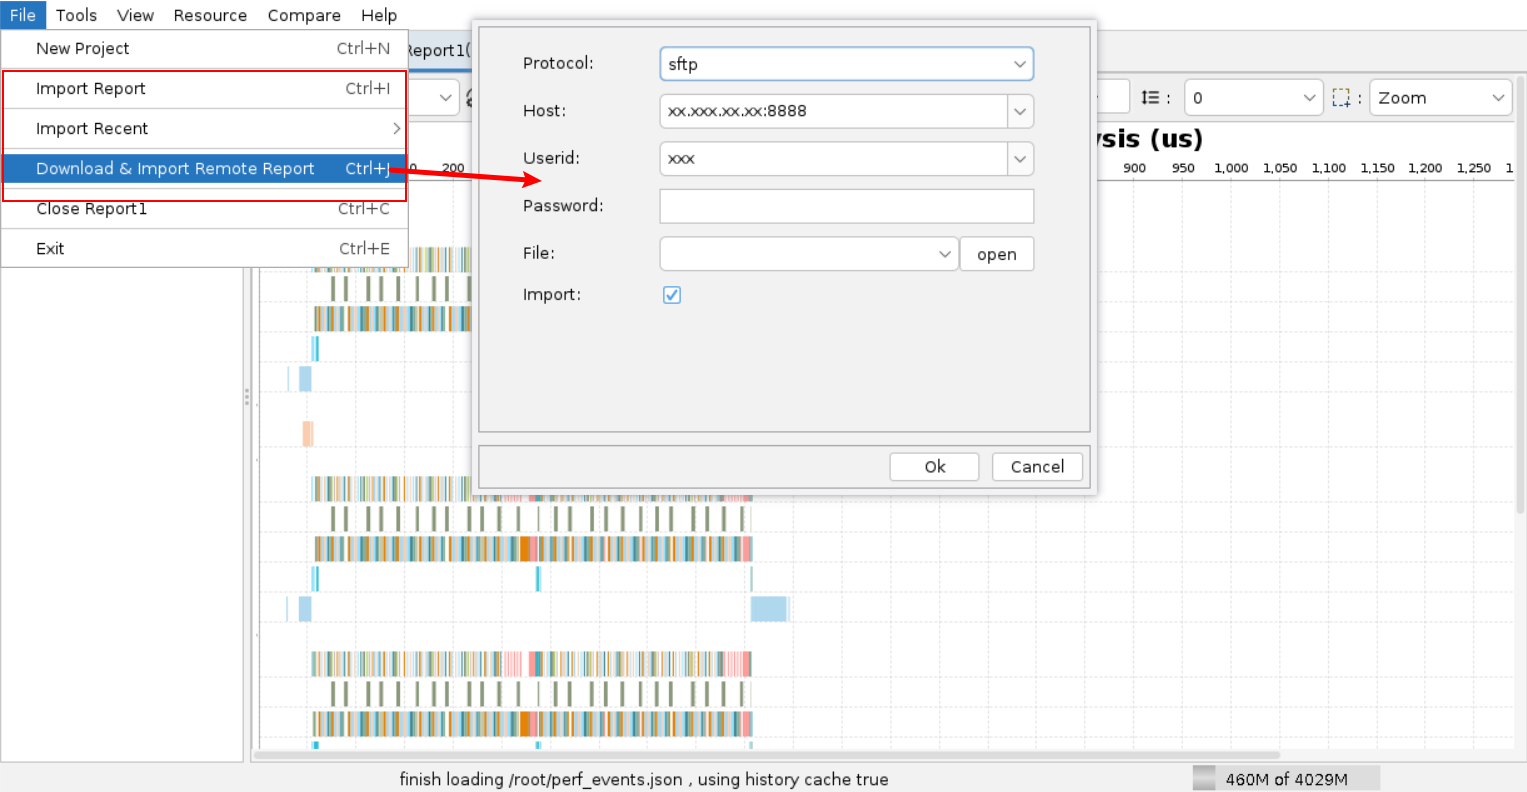 File Tools View Resource Compare Help
New Project Ctrl+N
Import Report Ctrl+I
Import Recent
Download & Import Remote Report Ctrl+J
Close Report1 Ctrl+C
Exit Ctrl+E
Report1(
Protocol: sftp
Host: xx.xxx.xx.xx:8888
Userid: xxx
Password:
File: open
Import:
Ok Cancel
: 0 : Zoom
ysis (us)
0 200 900 950 1,000 1,050 1,100 1,150 1,200 1,250 1
finish loading /root/perf_events.json , using history cache true
460M of 4029M